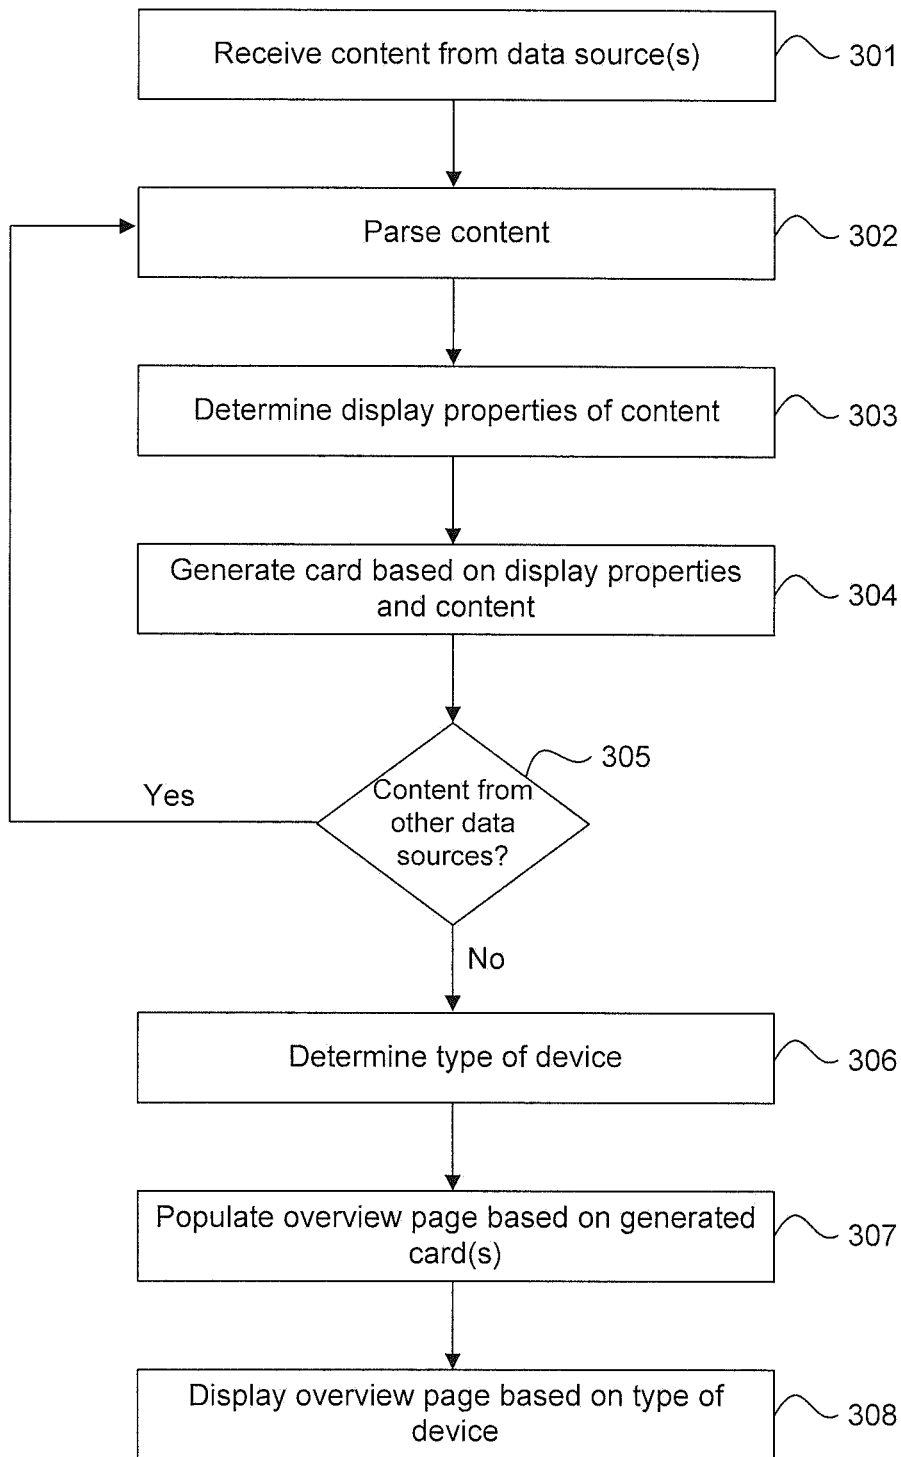 Receive content from data source(s)
301
Parse content
302
Determine display properties of content
303
Generate card based on display properties
and content
304
305
Content from
other data
sources?
Yes
No
Determine type of device
306
Populate overview page based on generated
card(s)
307
Display overview page based on type of
device
308